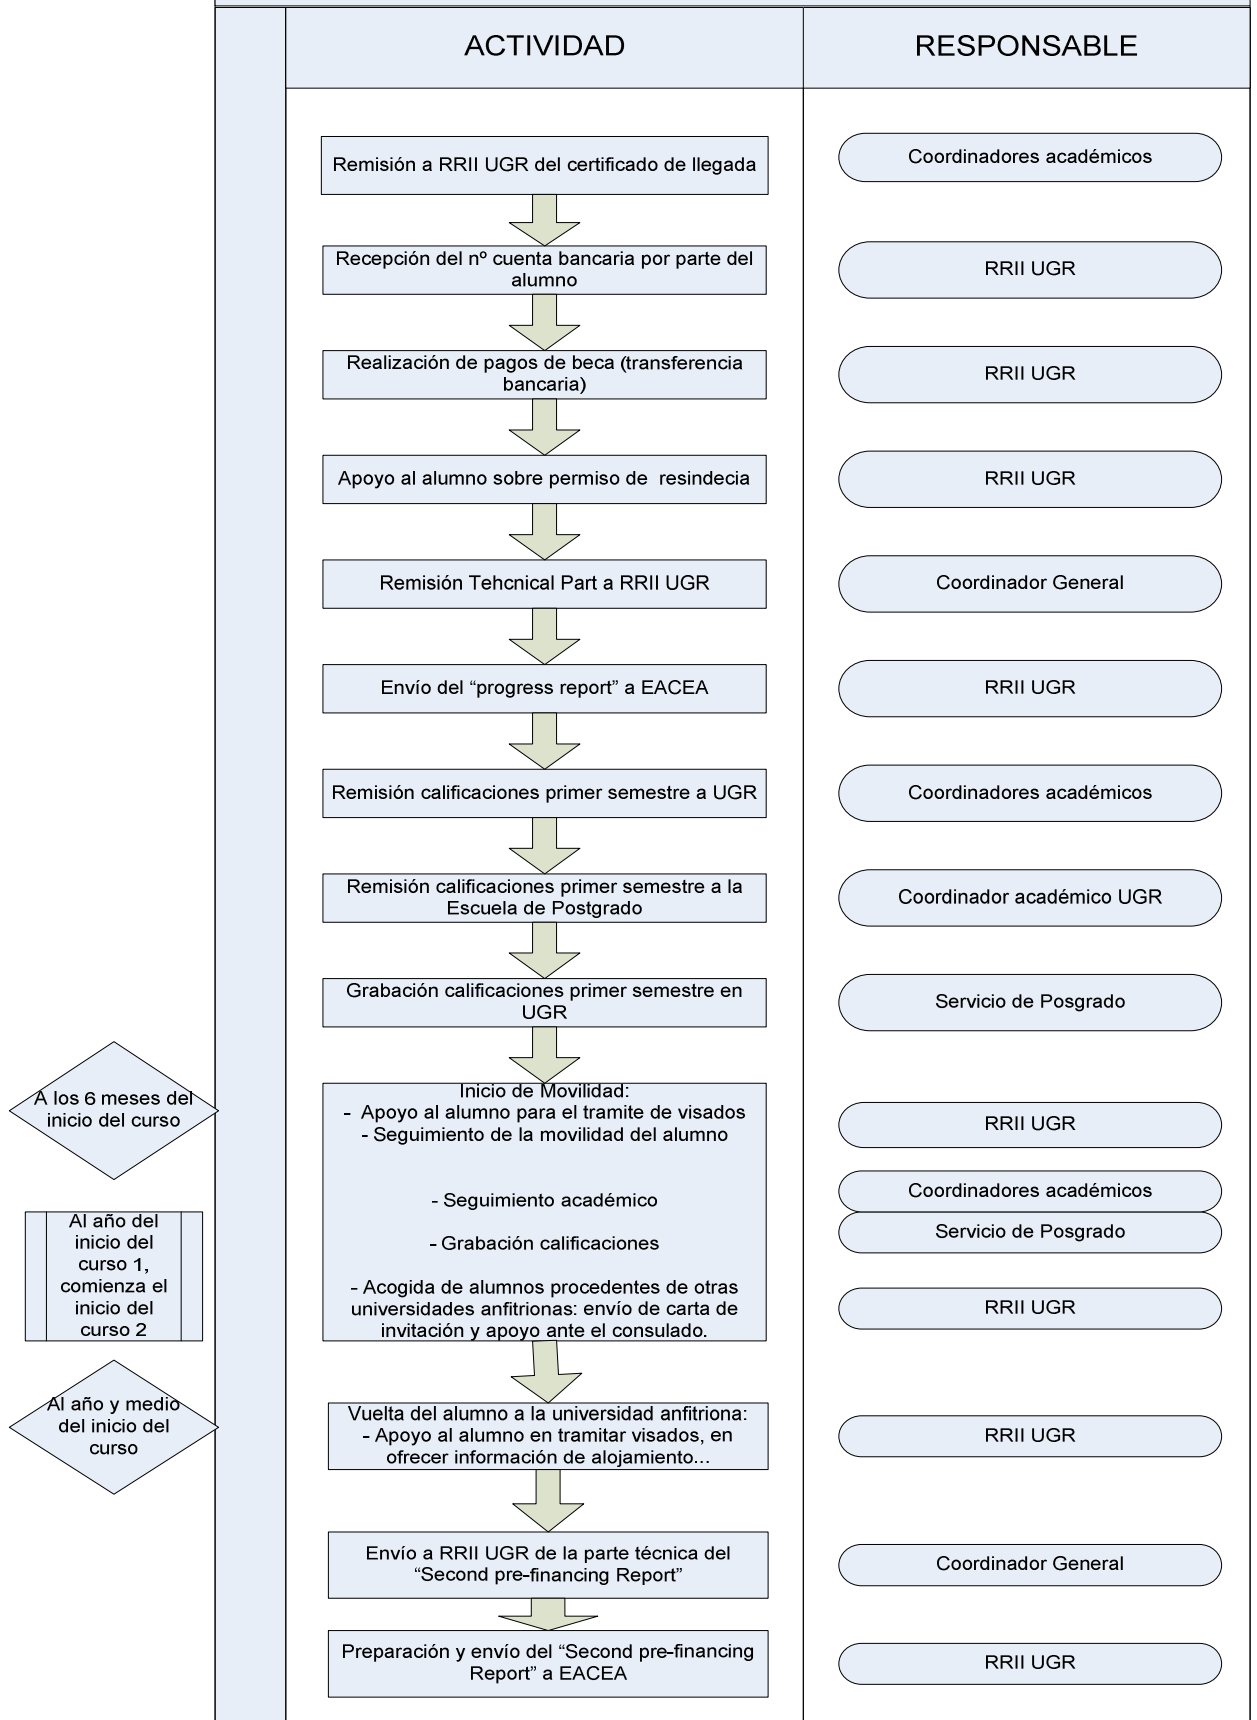 ACTIVIDAD
RESPONSABLE
Remisión a RRII UGR del certificado de llegada
Coordinadores académicos
Recepción del nº cuenta bancaria por parte del
alumno
RRII UGR
Realización de pagos de beca (transferencia
bancaria)
RRII UGR
Apoyo al alumno sobre permiso de  resindecia
RRII UGR
Remisión Tehcnical Part a RRII UGR
Coordinador General
Envío del “progress report” a EACEA
RRII UGR
Remisión calificaciones primer semestre a UGR
Coordinadores académicos
Remisión calificaciones primer semestre a la
Escuela de Postgrado
Coordinador académico UGR
Grabación calificaciones primer semestre en
UGR
Servicio de Posgrado
A los 6 meses del
inicio del curso
Inicio de Movilidad:
- Apoyo al alumno para el tramite de visados
- Seguimiento de la movilidad del alumno
RRII UGR
- Seguimiento académico
Coordinadores académicos
- Grabación calificaciones
Servicio de Posgrado
- Acogida de alumnos procedentes de otras
universidades anfitrionas: envío de carta de
invitación y apoyo ante el consulado.
RRII UGR
Al año del
inicio del
curso 1,
comienza el
inicio del
curso 2
Al año y medio
del inicio del
curso
Vuelta del alumno a la universidad anfitriona:
- Apoyo al alumno en tramitar visados, en
ofrecer información de alojamiento...
RRII UGR
Envío a RRII UGR de la parte técnica del
“Second pre-financing Report”
Coordinador General
Preparación y envío del “Second pre-financing
Report” a EACEA
RRII UGR